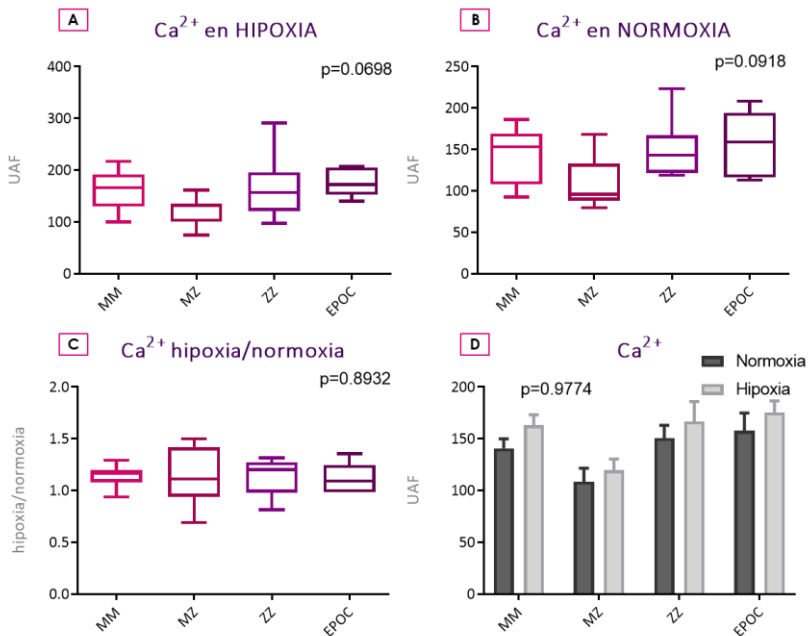 A
Ca²⁺ en HIPOXIA
p=0.0698
UAF
400
300
200
100
0
MM
MZ
ZZ
EPOC
B
Ca²⁺ en NORMOXIA
p=0.0918
UAF
250
200
150
100
50
0
MM
MZ
ZZ
EPOC
C
Ca²⁺ hipoxia/normoxia
p=0.8932
hipoxia/normoxia
2.0
1.5
1.0
0.5
0.0
MM
MZ
ZZ
EPOC
D
Ca²⁺
Normoxia
Hipoxia
p=0.9774
UAF
200
150
100
50
0
MM
MZ
ZZ
EPOC